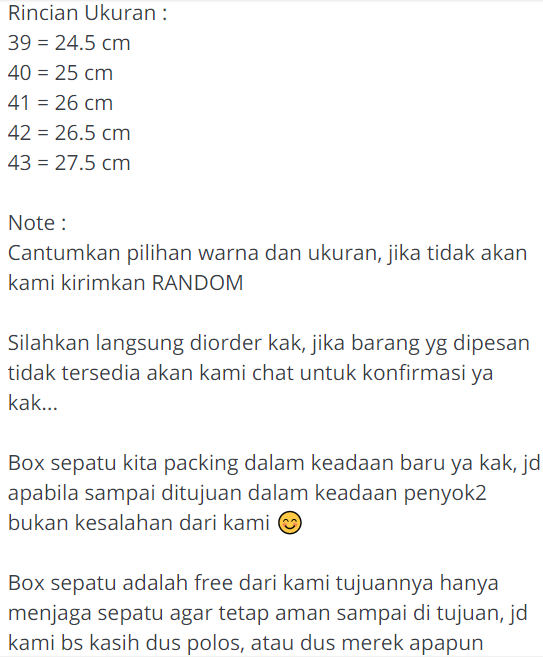 Rincian Ukuran :
39 = 24.5 cm
40 = 25 cm
41 = 26 cm
42 = 26.5 cm
43 = 27.5 cm
Note :
Cantumkan pilihan warna dan ukuran, jika tidak akan
kami kirimkan RANDOM
Silahkan langsung diorder kak, jika barang yg dipesan
tidak tersedia akan kami chat untuk konfirmasi ya
kak...
Box sepatu kita packing dalam keadaan baru ya kak, jd
apabila sampai ditujuan dalam keadaan penyok2
bukan kesalahan dari kami 😊
Box sepatu adalah free dari kami tujuannya hanya
menjaga sepatu agar tetap aman sampai di tujuan, jd
kami bs kasih dus polos, atau dus merek apapun